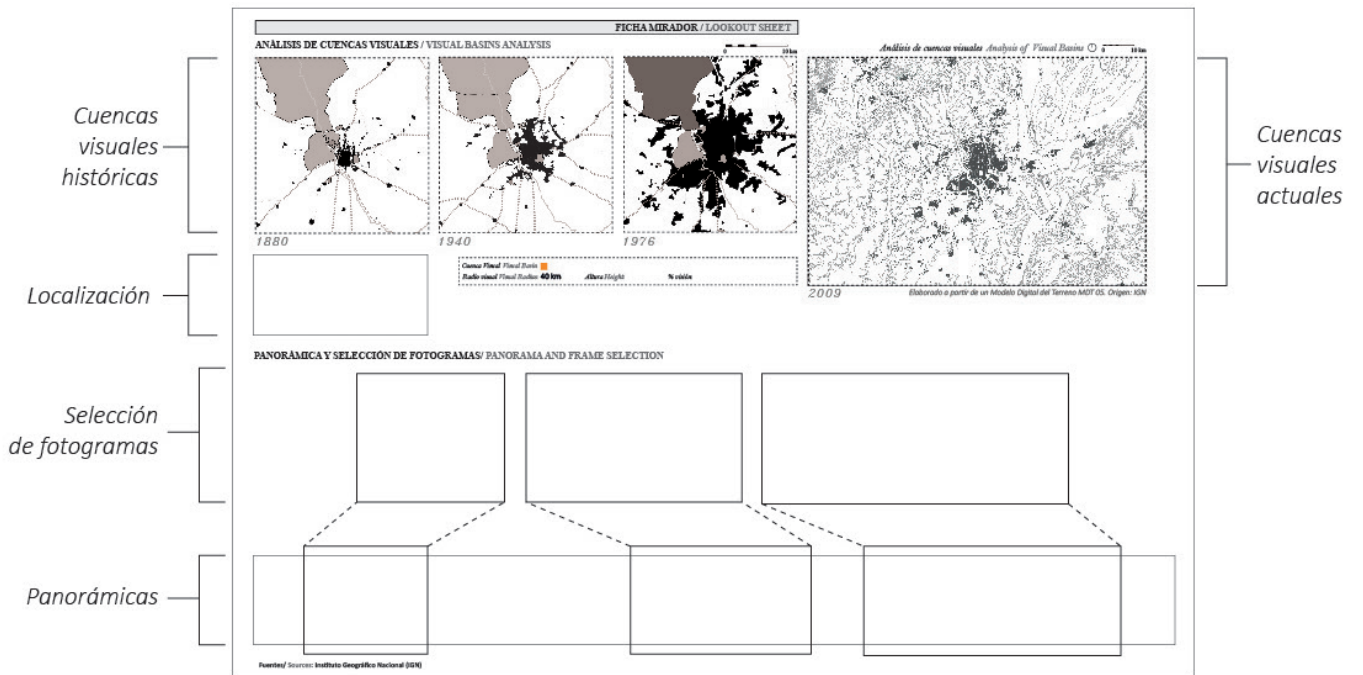 FICHA MIRADOR / LOOKOUT SHEET
ANÁLISIS DE CUENCAS VISUALES / VISUAL BASINS ANALYSIS
0 10 km
Análisis de cuencas visuales Analysis of Visual Basins 0 10 km
Cuencas
visuales
históricas
Cuencas
visuales
actuales
1880
1940
1976
2009
Elaborado a partir de un Modelo Digital del Terreno MDT 05. Origen: IGN
Cuenca Visual Visual Basin
Radio visual Visual Radius 40 km Altura Height % visión
Localización
PANORÁMICA Y SELECCIÓN DE FOTOGRAMAS/ PANORAMA AND FRAME SELECTION
Selección
de fotogramas
Panorámicas
Fuentes/ Sources: Instituto Geográfico Nacional (IGN)